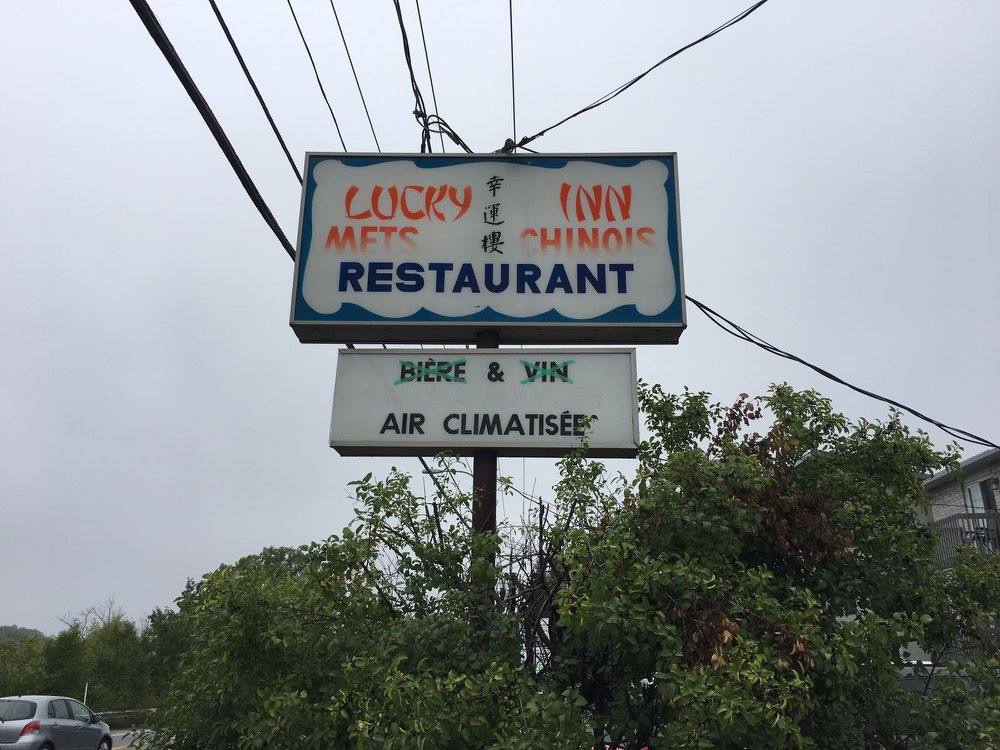 LUCKY INN
幸運樓
METS CHINOIS
RESTAURANT
BIÈRE & VIN
AIR CLIMATISÉE